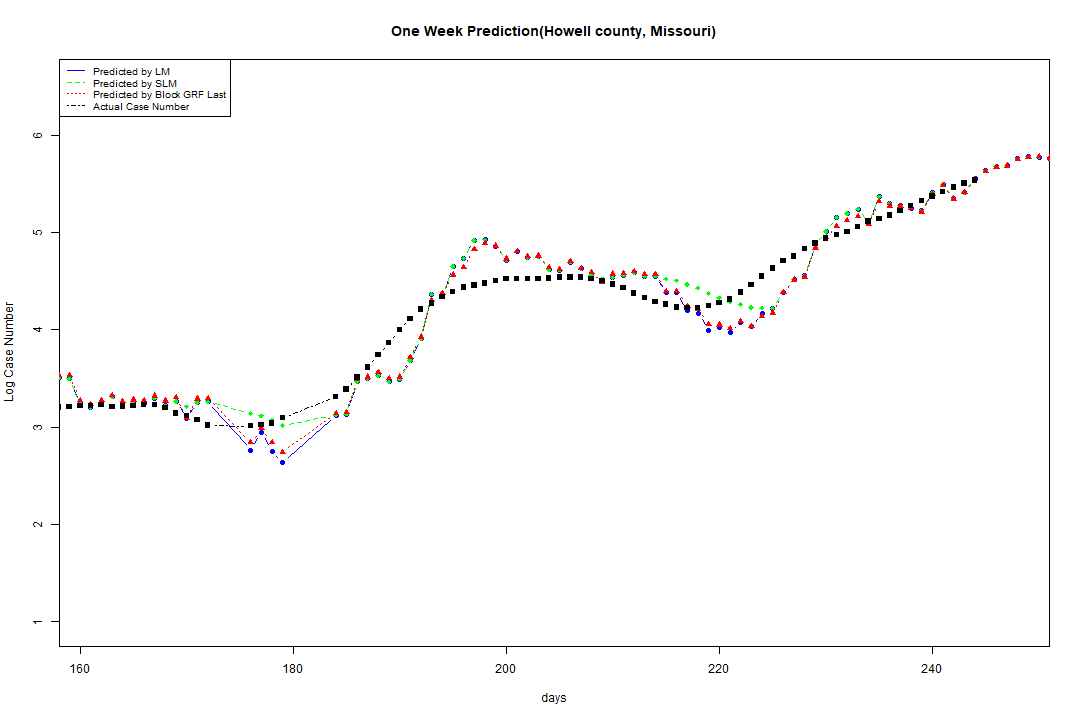 One Week Prediction(Howell county, Missouri)
Predicted by LM
Predicted by SLM
Predicted by Block GRF Last
Actual Case Number
6
5
4
3
2
1
Log Case Number
160 180 200 220 240
days